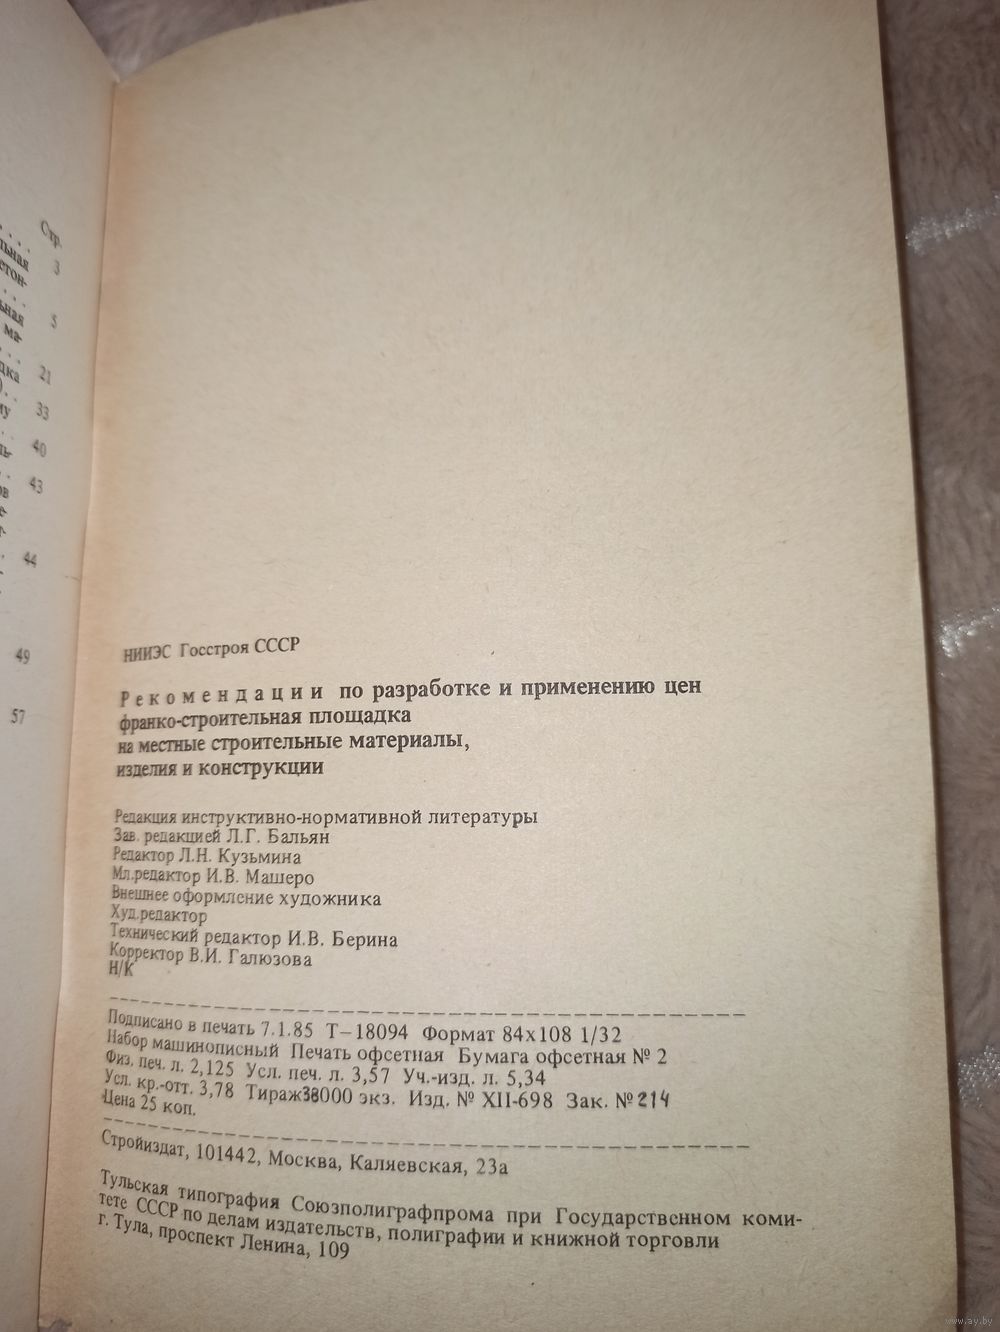 Стр.
3
5
21
33
40
43
44
49
57
НИИЭС Госстроя СССР
Рекомендации по разработке и применению цен
франко-строительная площадка
на местные строительные материалы,
изделия и конструкции
Редакция инструктивно-нормативной литературы
Зав. редакцией Л.Г. Бальян
Редактор Л.Н. Кузьмина
Мл.редактор И.В. Машеро
Внешнее оформление художника
Худ.редактор
Технический редактор И.В. Берина
Корректор В.И. Галюзова
Н/К
Подписано в печать 7.1.85 Т–18094 Формат 84х108 1/32
Набор машинописный Печать офсетная Бумага офсетная № 2
Физ. печ. л. 2,125 Усл. печ. л. 3,57 Уч.-изд. л. 5,34
Усл. кр.-отт. 3,78 Тираж 38000 экз. Изд. № XII-698 Зак. № 214
Цена 25 коп.
Стройиздат, 101442, Москва, Каляевская, 23а
Тульская типография Союзполиграфпрома при Государственном коми-
тете СССР по делам издательств, полиграфии и книжной торговли
г. Тула, проспект Ленина, 109
www.ay.by